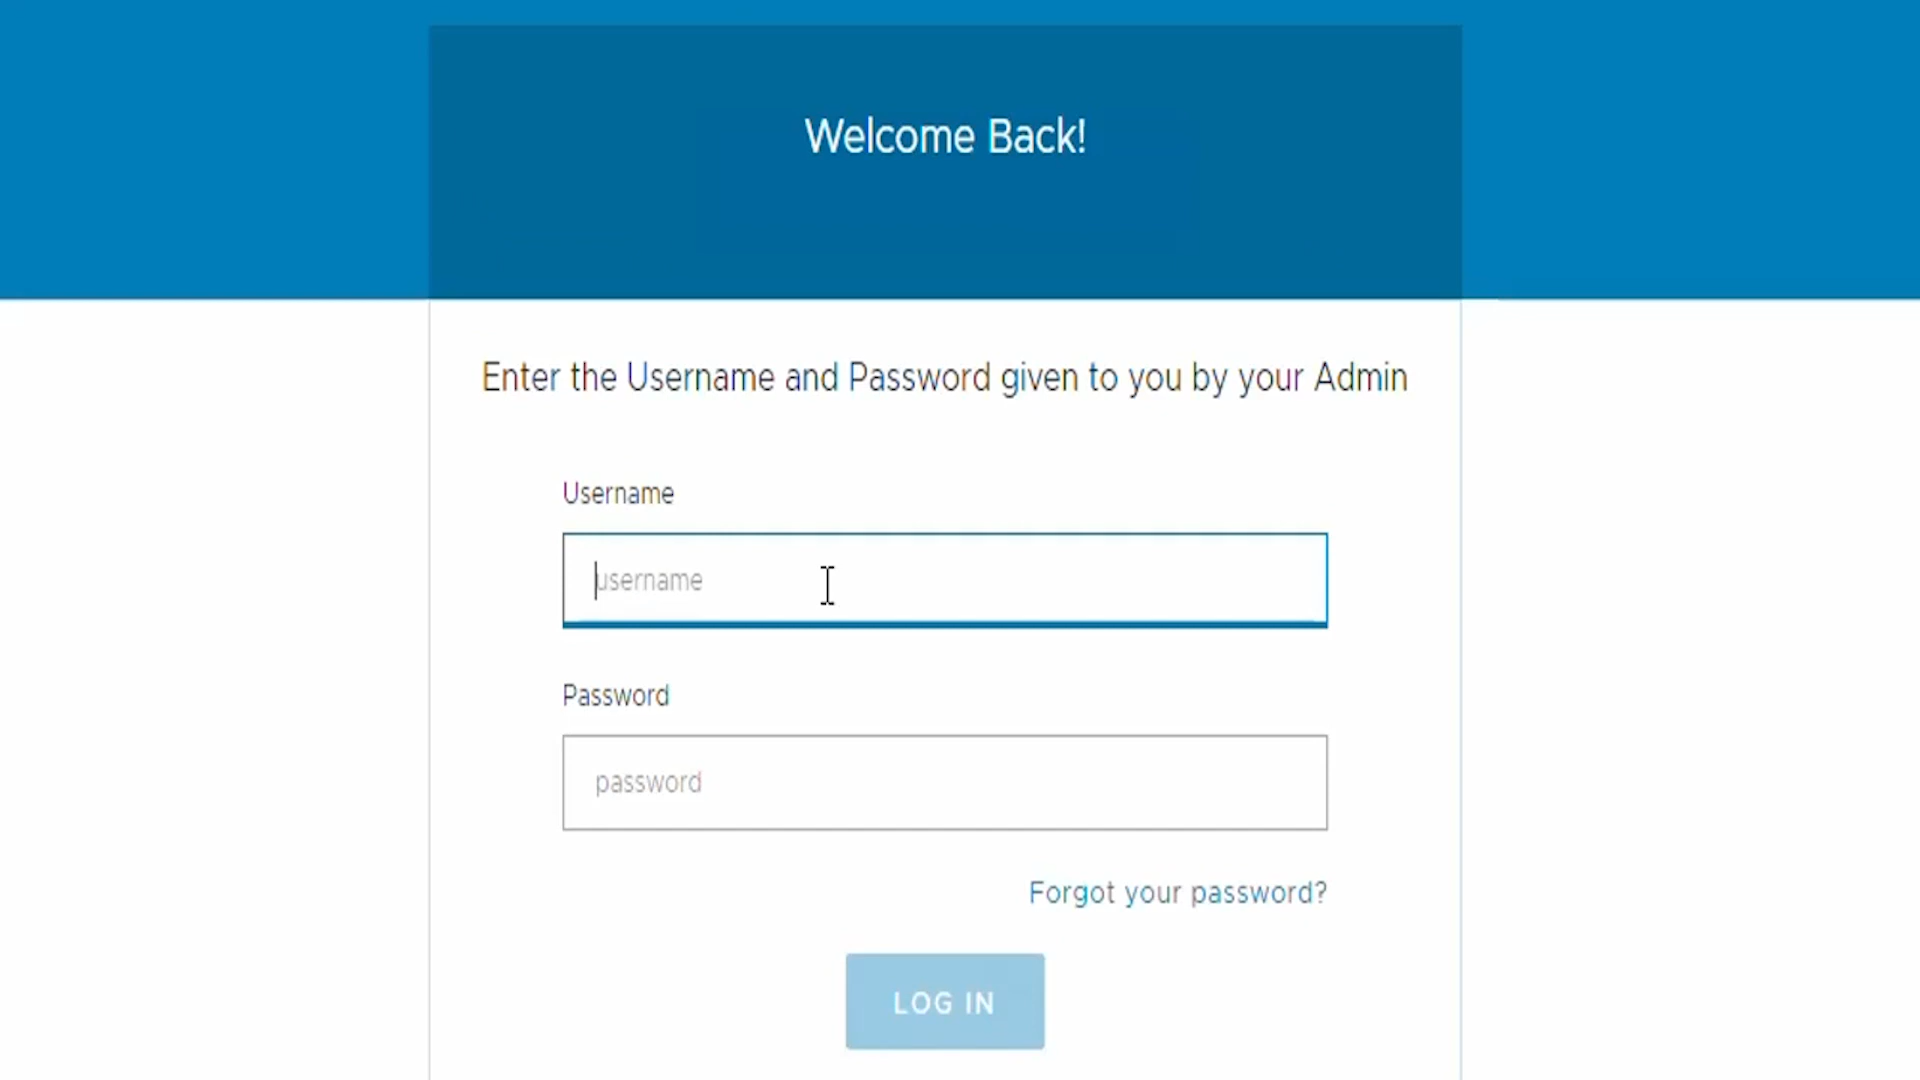 Welcome Back!
Enter the Username and Password given to you by your Admin
Username
username
Password
password
Forgot your password?
LOG IN